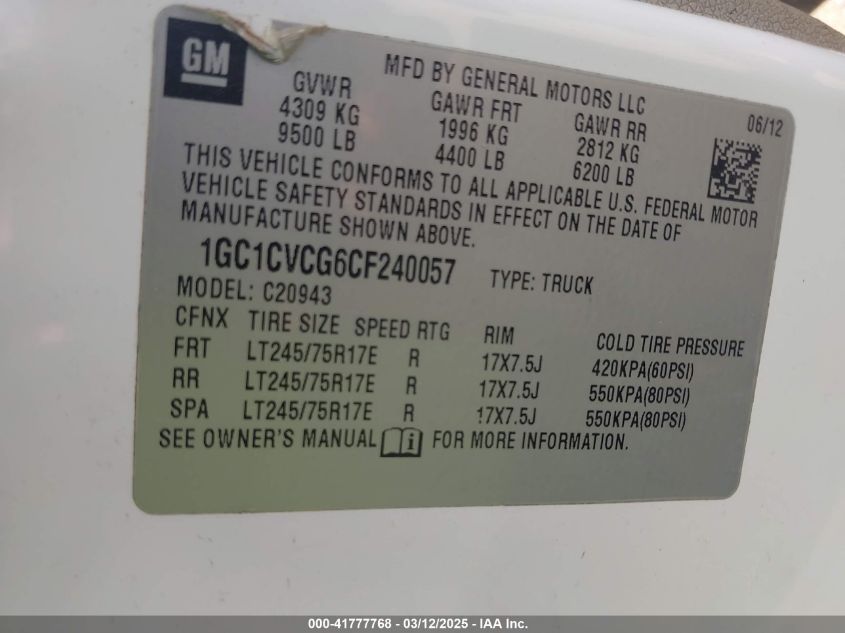 GM
MFD BY GENERAL MOTORS LLC
06/12
GVWR GAWR FRT GAWR RR
4309 KG 1996 KG 2812 KG
9500 LB 4400 LB 6200 LB
THIS VEHICLE CONFORMS TO ALL APPLICABLE U.S. FEDERAL MOTOR
VEHICLE SAFETY STANDARDS IN EFFECT ON THE DATE OF
MANUFACTURE SHOWN ABOVE.
1GC1CVCG6CF240057 TYPE: TRUCK
MODEL: C20943
CFNX TIRE SIZE SPEED RTG RIM COLD TIRE PRESSURE
FRT LT245/75R17E R 17X7.5J 420KPA(60PSI)
RR LT245/75R17E R 17X7.5J 550KPA(80PSI)
SPA LT245/75R17E R 17X7.5J 550KPA(80PSI)
SEE OWNER'S MANUAL i FOR MORE INFORMATION.
000-41777768 - 03/12/2025 - IAA Inc.